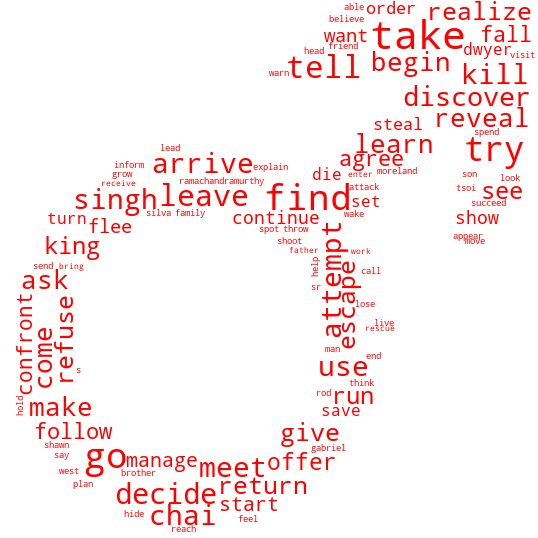 able order realize
believe
want take fall
head friend dwyer visit
warn tell begin kill
discover
steal reveal
spend
lead learn try
inform arrive explain agree
grow ramachandramurthy die enter moreland son look
receive attack tsoi see
singh leave find set succeed
silva family wake
turn flee continue show
spot throw
appear
move
king shoot
father work
send bring help attempt escape call
ask sr
confront come refuse lose
live
rescue
man end
s use
think
hold make rod run
save
follow give
shawn gabriel
say go manage meet offer
west brother
plan decide return
hide chai start
feel
reach